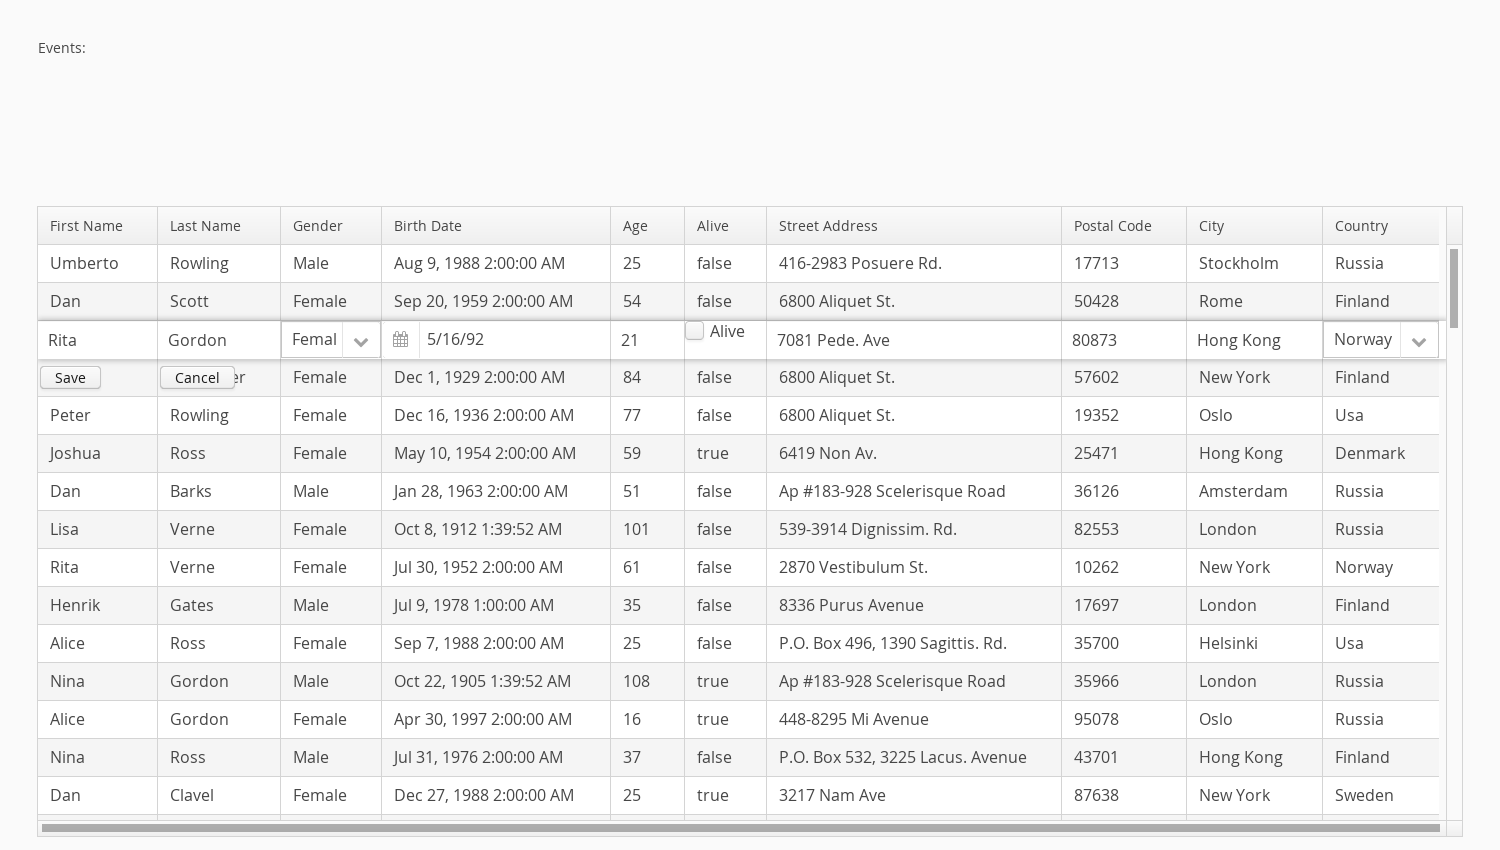 Events:
First Name Last Name Gender Birth Date Age Alive Street Address Postal Code City Country
Umberto Rowling Male Aug 9, 1988 2:00:00 AM 25 false 416-2983 Posuere Rd. 17713 Stockholm Russia
Dan Scott Female Sep 20, 1959 2:00:00 AM 54 false 6800 Aliquet St. 50428 Rome Finland
Rita Gordon Femal 5/16/92 21 Alive 7081 Pede. Ave 80873 Hong Kong Norway
Save Cancel er Female Dec 1, 1929 2:00:00 AM 84 false 6800 Aliquet St. 57602 New York Finland
Peter Rowling Female Dec 16, 1936 2:00:00 AM 77 false 6800 Aliquet St. 19352 Oslo Usa
Joshua Ross Female May 10, 1954 2:00:00 AM 59 true 6419 Non Av. 25471 Hong Kong Denmark
Dan Barks Male Jan 28, 1963 2:00:00 AM 51 false Ap #183-928 Scelerisque Road 36126 Amsterdam Russia
Lisa Verne Female Oct 8, 1912 1:39:52 AM 101 false 539-3914 Dignissim. Rd. 82553 London Russia
Rita Verne Female Jul 30, 1952 2:00:00 AM 61 false 2870 Vestibulum St. 10262 New York Norway
Henrik Gates Male Jul 9, 1978 1:00:00 AM 35 false 8336 Purus Avenue 17697 London Finland
Alice Ross Female Sep 7, 1988 2:00:00 AM 25 false P.O. Box 496, 1390 Sagittis. Rd. 35700 Helsinki Usa
Nina Gordon Male Oct 22, 1905 1:39:52 AM 108 true Ap #183-928 Scelerisque Road 35966 London Russia
Alice Gordon Female Apr 30, 1997 2:00:00 AM 16 true 448-8295 Mi Avenue 95078 Oslo Russia
Nina Ross Male Jul 31, 1976 2:00:00 AM 37 false P.O. Box 532, 3225 Lacus. Avenue 43701 Hong Kong Finland
Dan Clavel Female Dec 27, 1988 2:00:00 AM 25 true 3217 Nam Ave 87638 New York Sweden